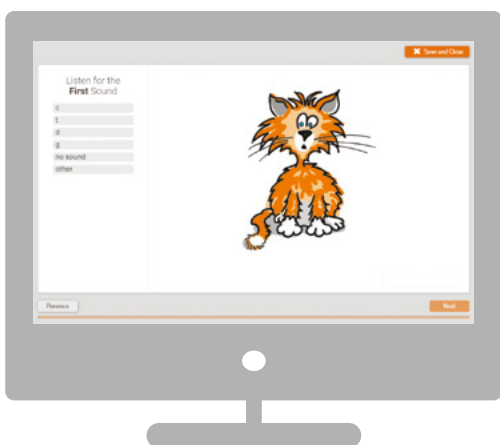 Save and Close
Listen for the
First Sound
c
t
d
g
no sound
other
Previous
Next